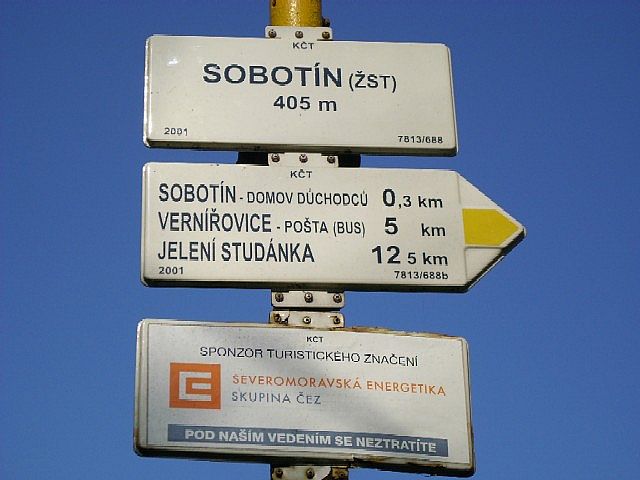 KČT
SOBOTÍN (ŽST)
405 m
2001 7813/688
KČT
SOBOTÍN - DOMOV DŮCHODCŮ 0,3 km
VERNÍŘOVICE - POŠTA (BUS) 5 km
JELENÍ STUDÁNKA 12 5 km
2001 7813/688b
KČT
SPONZOR TURISTICKÉHO ZNAČENÍ
SEVEROMORAVSKÁ ENERGETIKA
SKUPINA ČEZ
POD NAŠÍM VEDENÍM SE NEZTRATÍTE